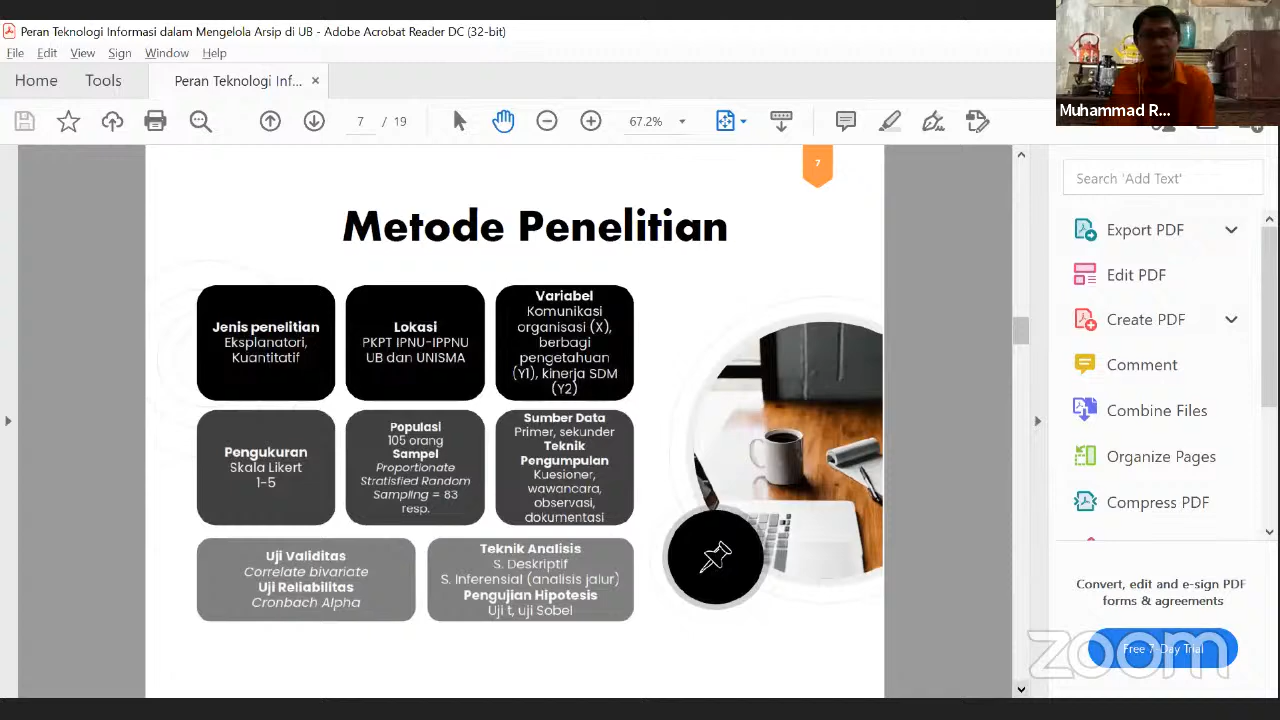 Peran Teknologi Informasi dalam Mengelola Arsip di UB - Adobe Acrobat Reader DC (32-bit)
File Edit View Sign Window Help
Home Tools Peran Teknologi Inf... ×
7 / 19 67.2%
Muhammad R...
7
Metode Penelitian
Jenis penelitian
Eksplanatori,
Kuantitatif
Lokasi
PKPT IPNU-IPPNU
UB dan UNISMA
Variabel
Komunikasi
organisasi (X),
berbagi
pengetahuan
(Y1), kinerja SDM
(Y2)
Pengukuran
Skala Likert
1-5
Populasi
105 orang
Sampel
Proportionate
Stratisfied Random
Sampling = 83
resp.
Sumber Data
Primer, sekunder
Teknik
Pengumpulan
Kuesioner,
wawancara,
observasi,
dokumentasi
Uji Validitas
Correlate bivariate
Uji Reliabilitas
Cronbach Alpha
Teknik Analisis
S. Deskriptif
S. Inferensial (analisis jalur)
Pengujian Hipotesis
Uji t, uji Sobel
Search 'Add Text'
Export PDF
Edit PDF
Create PDF
Comment
Combine Files
Organize Pages
Compress PDF
Convert, edit and e-sign PDF
forms & agreements
Free 7-Day Trial
zoom